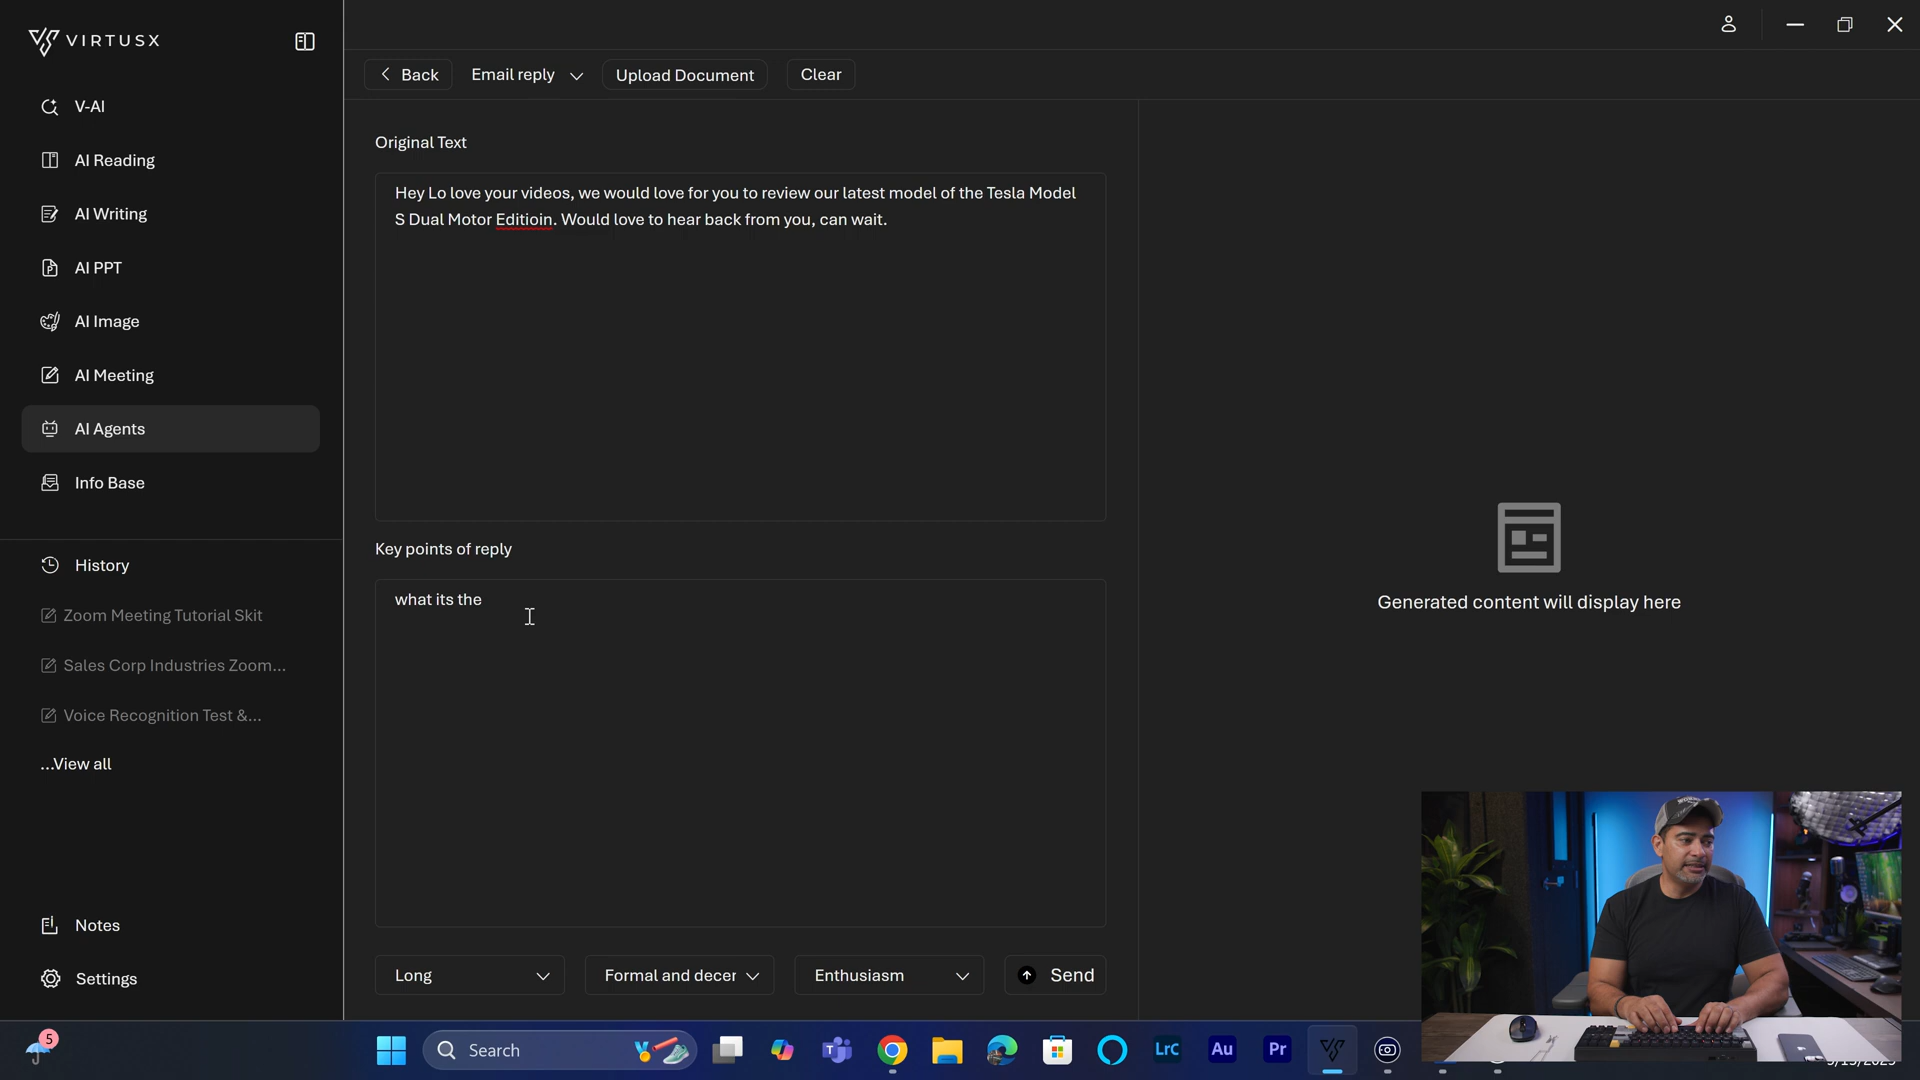 VIRTUSX
V-AI
AI Reading
AI Writing
AI PPT
AI Image
AI Meeting
AI Agents
Info Base
History
Zoom Meeting Tutorial Skit
Sales Corp Industries Zoom...
Voice Recognition Test &...
...View all
Notes
Settings
Back
Email reply
Upload Document
Clear
Original Text
Hey Lo love your videos, we would love for you to review our latest model of the Tesla Model
S Dual Motor Editioin. Would love to hear back from you, can wait.
Key points of reply
what its the
Long
Formal and decer
Enthusiasm
Send
Generated content will display here
5
Search
LrC
Au
Pr